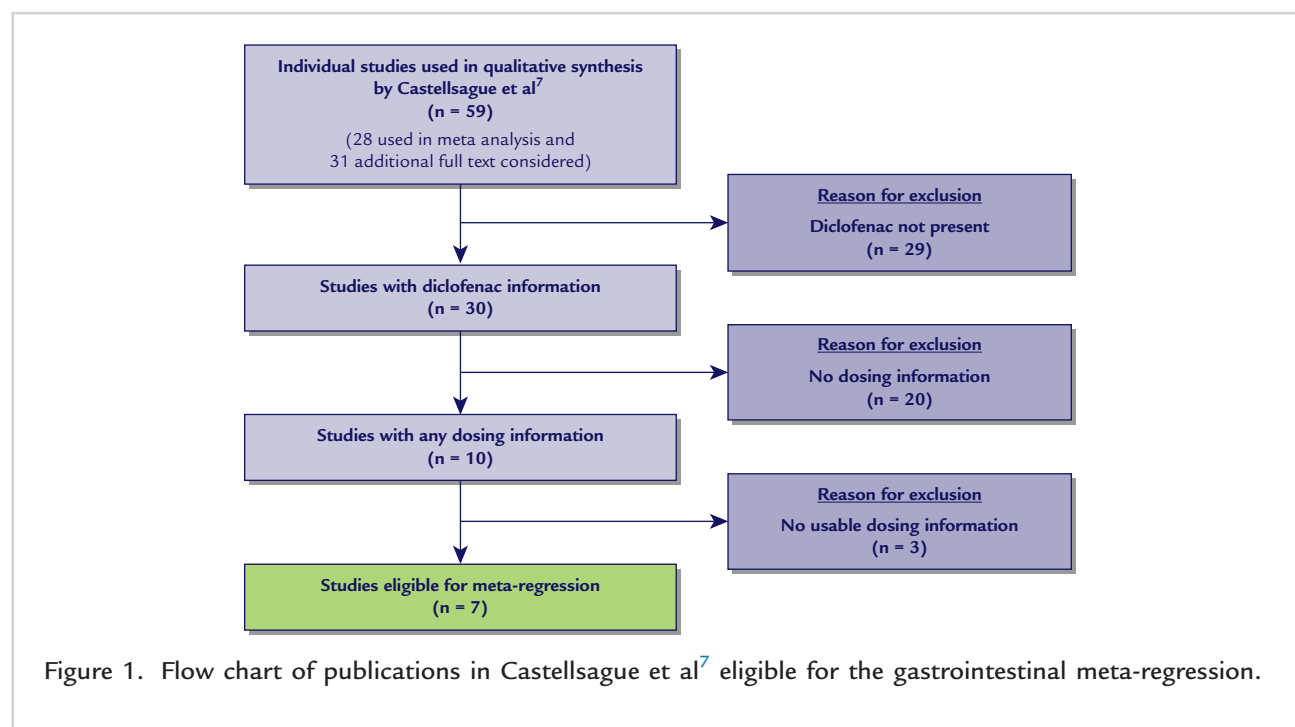 Individual studies used in qualitative synthesis
by Castellsague et al7
(n = 59)
(28 used in meta analysis and
31 additional full text considered)
Reason for exclusion
Diclofenac not present
(n = 29)
Studies with diclofenac information
(n = 30)
Reason for exclusion
No dosing information
(n = 20)
Studies with any dosing information
(n = 10)
Reason for exclusion
No usable dosing information
(n = 3)
Studies eligible for meta-regression
(n = 7)
Figure 1. Flow chart of publications in Castellsague et al7 eligible for the gastrointestinal meta-regression.